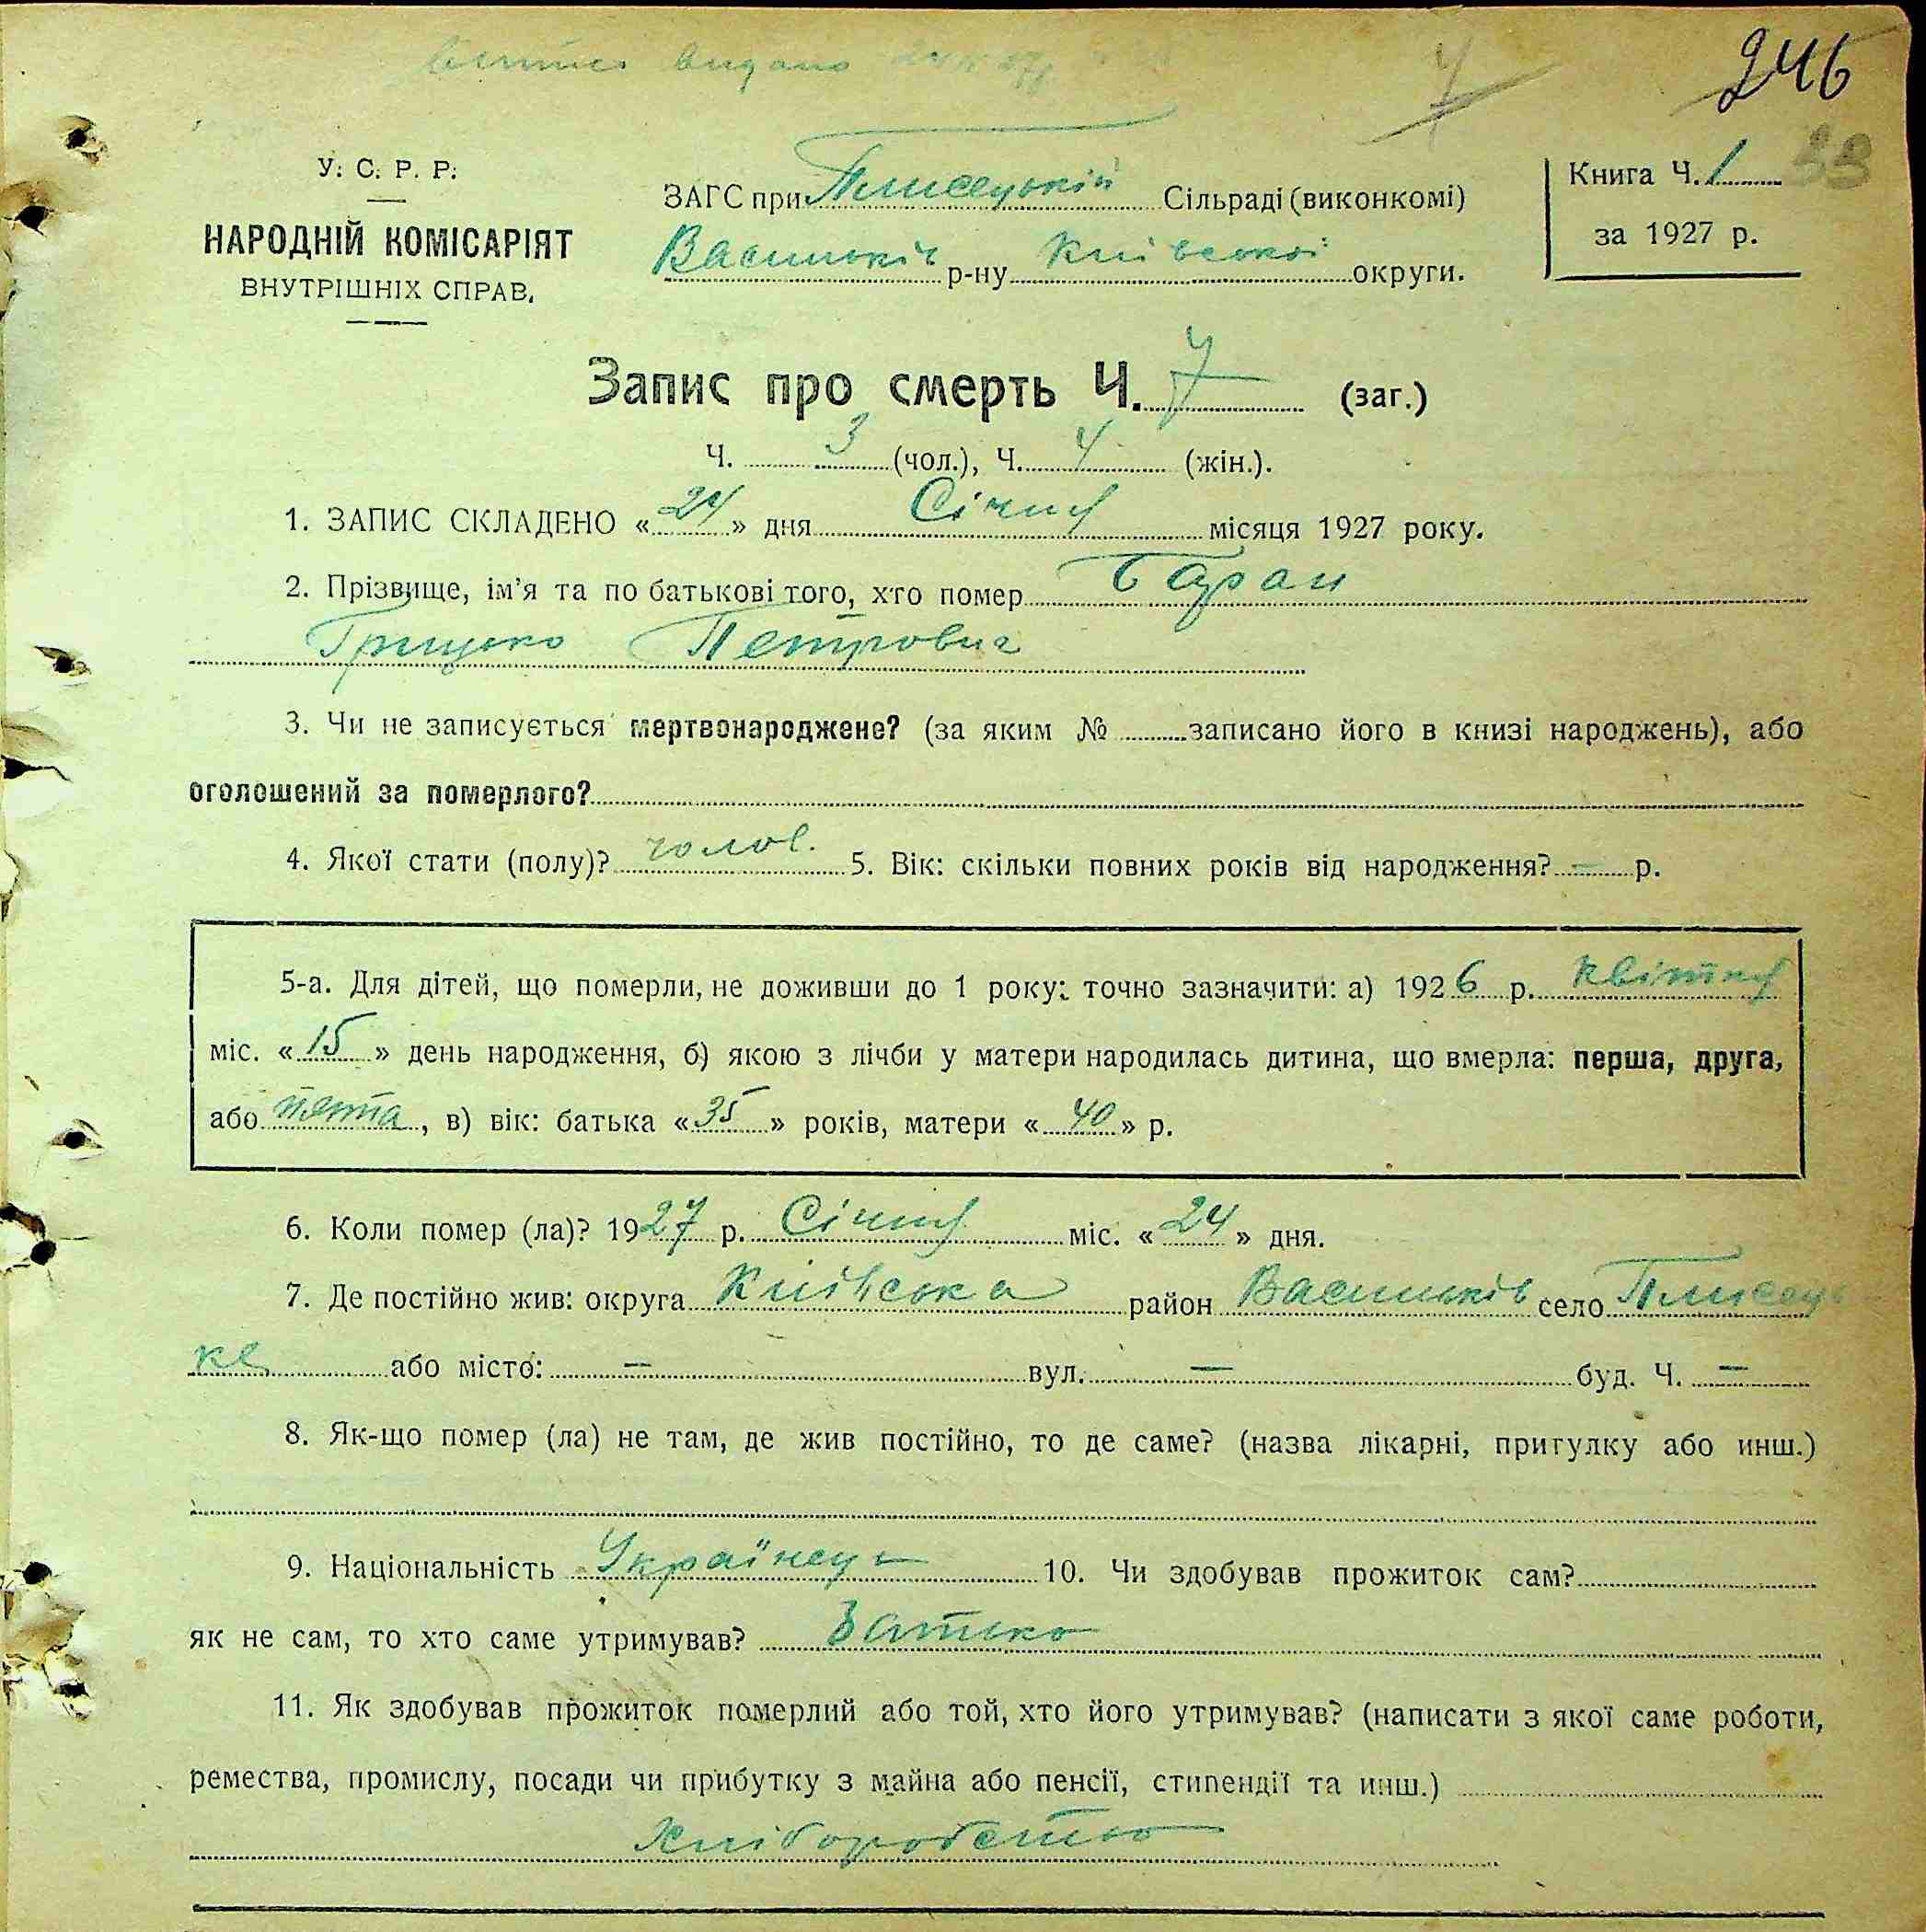 видано
246
7
33
У. С. Р. Р.
НАРОДНІЙ КОМІСАРІЯТ
ВНУТРІШНІХ СПРАВ.
ЗАГС при Плисецькій Сільраді (виконкомі)
Васильків р-ну Київської округи.
Книга Ч. 1
за 1927 р.
Запис про смерть Ч. 7 (заг.)
Ч. 3 (чол.), Ч. 4 (жін.).
1. ЗАПИС СКЛАДЕНО «24» дня Січня місяця 1927 року.
2. Прізвище, ім’я та по батькові того, хто помер Баран
Грицько Петрович
3. Чи не записується мертвонароджене? (за яким № записано його в книзі народжень), або
оголошений за померлого?
4. Якої стати (полу)? чолов. 5. Вік: скільки повних років від народження? — р.
5-а. Для дітей, що померли, не доживши до 1 року: точно зазначити: а) 1926 р. квітня
міс. «15» день народження, б) якою з лічби у матери народилась дитина, що вмерла: перша, друга,
або пята, в) вік: батька «35» років, матери «40» р.
6. Коли помер (ла)? 1927 р. Січня міс. «24» дня.
7. Де постійно жив: округа Київська район Васильків село Плисець
ке або місто: — вул. — буд. Ч. —
8. Як-що помер (ла) не там, де жив постійно, то де саме? (назва лікарні, притулку або инш.)
9. Національність Українець 10. Чи здобував прожиток сам?
як не сам, то хто саме утримував? Батько
11. Як здобував прожиток померлий або той, хто його утримував? (написати з якої саме роботи,
ремества, промислу, посади чи прибутку з майна або пенсії, стипендії та инш.)
Хліборобство